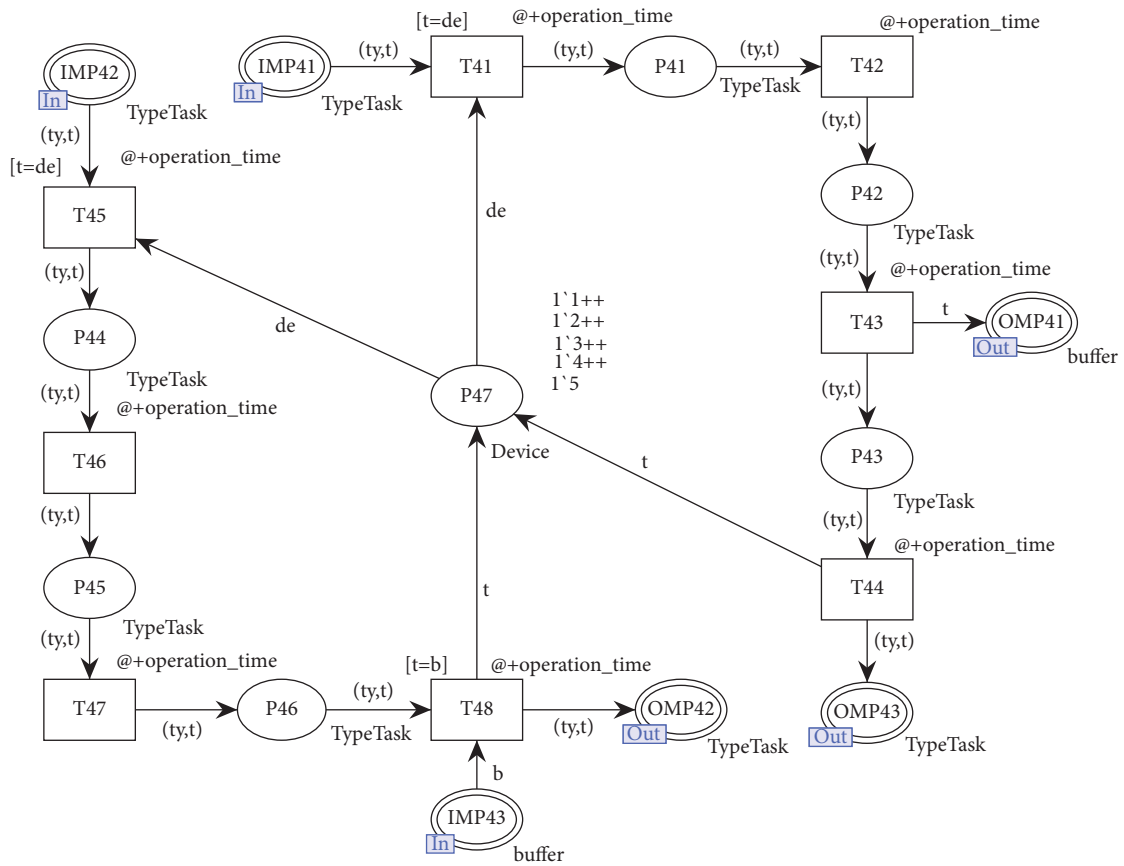 [t=de]
@+operation_time
IMP42
In
TypeTask
(ty,t)
IMP41
In
TypeTask
(ty,t)
T41
(ty,t)
P41
TypeTask
(ty,t)
T42
@+operation_time
(ty,t)
[t=de]
@+operation_time
T45
(ty,t)
de
de
P42
TypeTask
(ty,t)
@+operation_time
T43
t
OMP41
Out
buffer
P44
TypeTask
(ty,t)
@+operation_time
T46
(ty,t)
1`1++
1`2++
1`3++
1`4++
1`5
P47
Device
(ty,t)
P43
TypeTask
(ty,t)
t
@+operation_time
T44
(ty,t)
P45
TypeTask
(ty,t)
@+operation_time
T47
(ty,t)
P46
TypeTask
(ty,t)
t
[t=b]
@+operation_time
T48
(ty,t)
OMP42
Out
TypeTask
OMP43
Out
TypeTask
b
IMP43
In
buffer